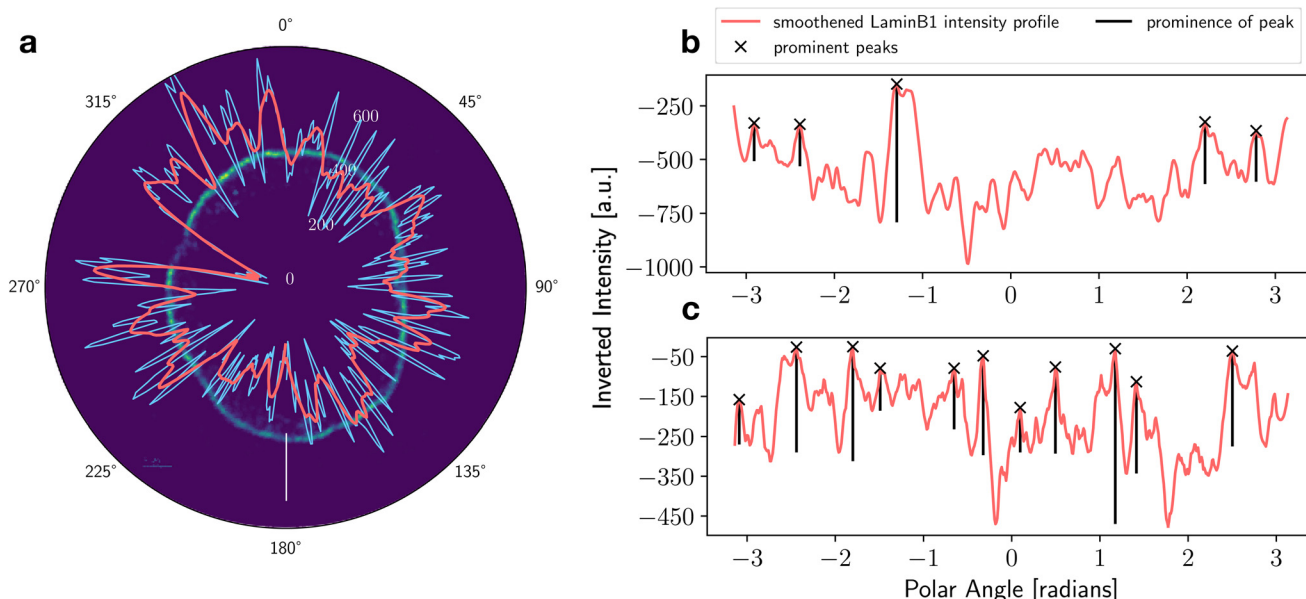 a
0°
45°
90°
135°
180°
225°
270°
315°
600
200
0
smoothened LaminB1 intensity profile
prominence of peak
prominent peaks
b
−250
−500
−750
−1000
−3 −2 −1 0 1 2 3
c
−50
−150
−250
−350
−450
−3 −2 −1 0 1 2 3
Inverted Intensity [a.u.]
Polar Angle [radians]